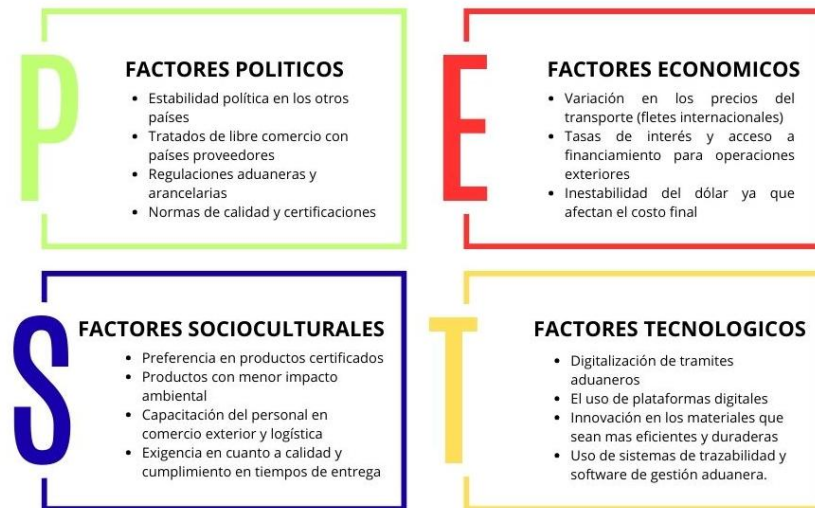 P
FACTORES POLITICOS
• Estabilidad política en los otros
países
• Tratados de libre comercio con
países proveedores
• Regulaciones aduaneras y
arancelarias
• Normas de calidad y certificaciones
E
FACTORES ECONOMICOS
• Variación en los precios del
transporte (fletes internacionales)
• Tasas de interés y acceso a
financiamiento para operaciones
exteriores
• Inestabilidad del dólar ya que
afectan el costo final
S
FACTORES SOCIOCULTURALES
• Preferencia en productos certificados
• Productos con menor impacto
ambiental
• Capacitación del personal en
comercio exterior y logística
• Exigencia en cuanto a calidad y
cumplimiento en tiempos de entrega
T
FACTORES TECNOLOGICOS
• Digitalización de tramites
aduaneros
• El uso de plataformas digitales
• Innovación en los materiales que
sean mas eficientes y duraderas
• Uso de sistemas de trazabilidad y
software de gestión aduanera.